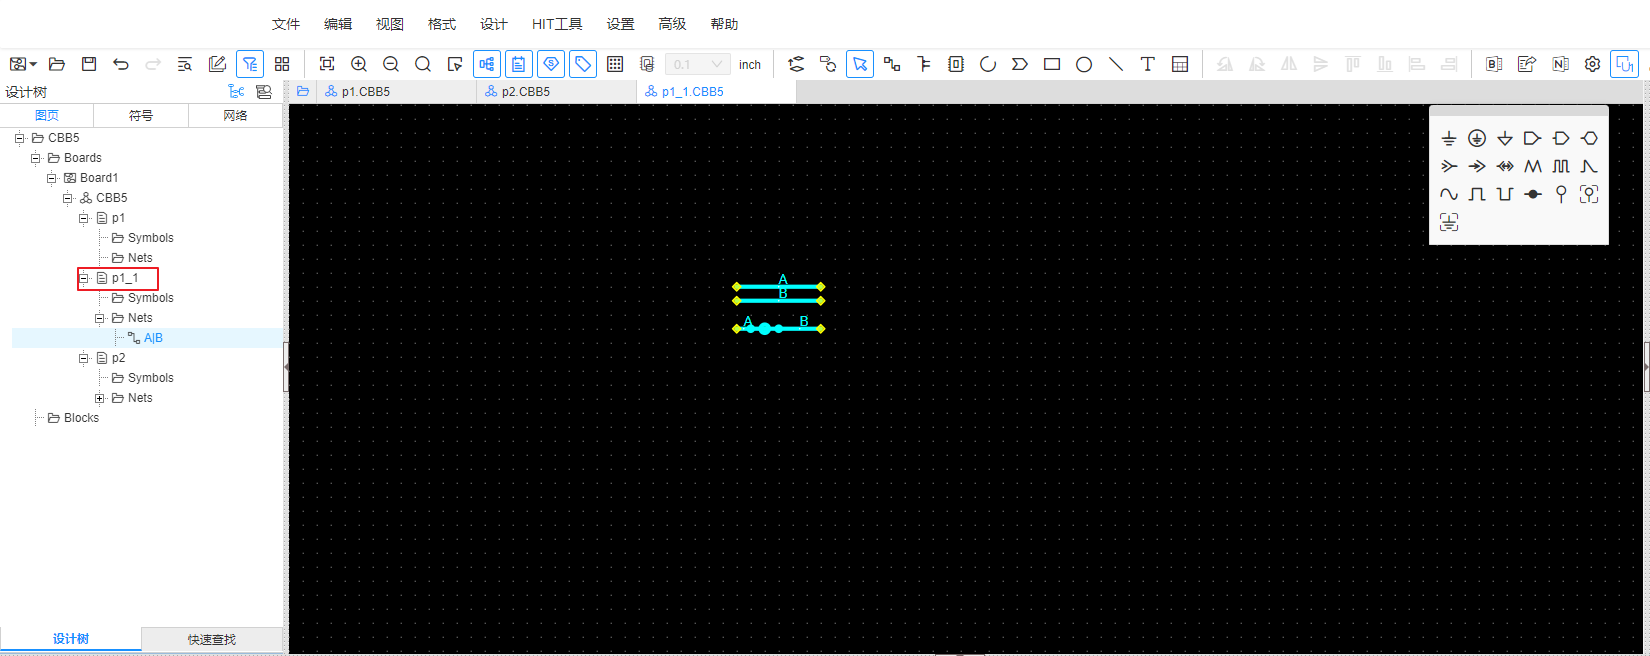 文件 编辑 视图 格式 设计 HIT工具 设置 高级 帮助
0.1 inch
设计树
p1.CBB5 p2.CBB5 p1_1.CBB5
图页 符号 网络
CBB5
Boards
Board1
CBB5
p1
Symbols
Nets
p1_1
Symbols
Nets
A|B
p2
Symbols
Nets
Blocks
A
B
A B
设计树 快速查找